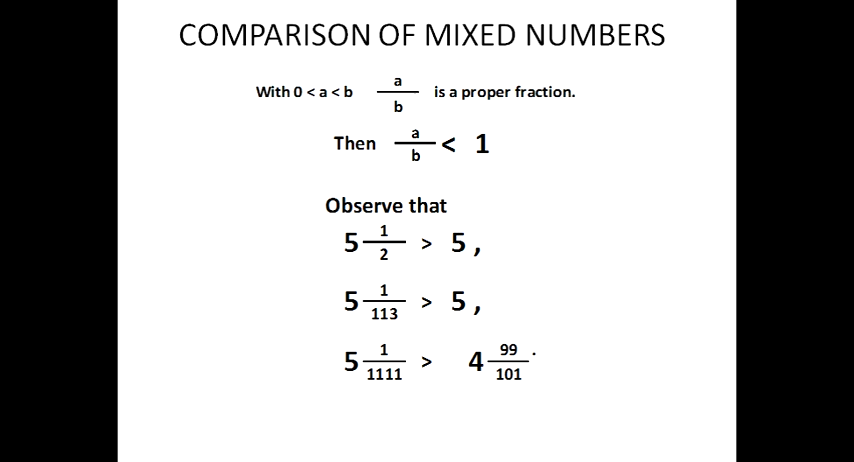 COMPARISON OF MIXED NUMBERS
With 0 < a < b a/b is a proper fraction.
Then a/b < 1
Observe that
5 1/2 > 5 ,
5 1/113 > 5 ,
5 1/1111 > 4 99/101 .